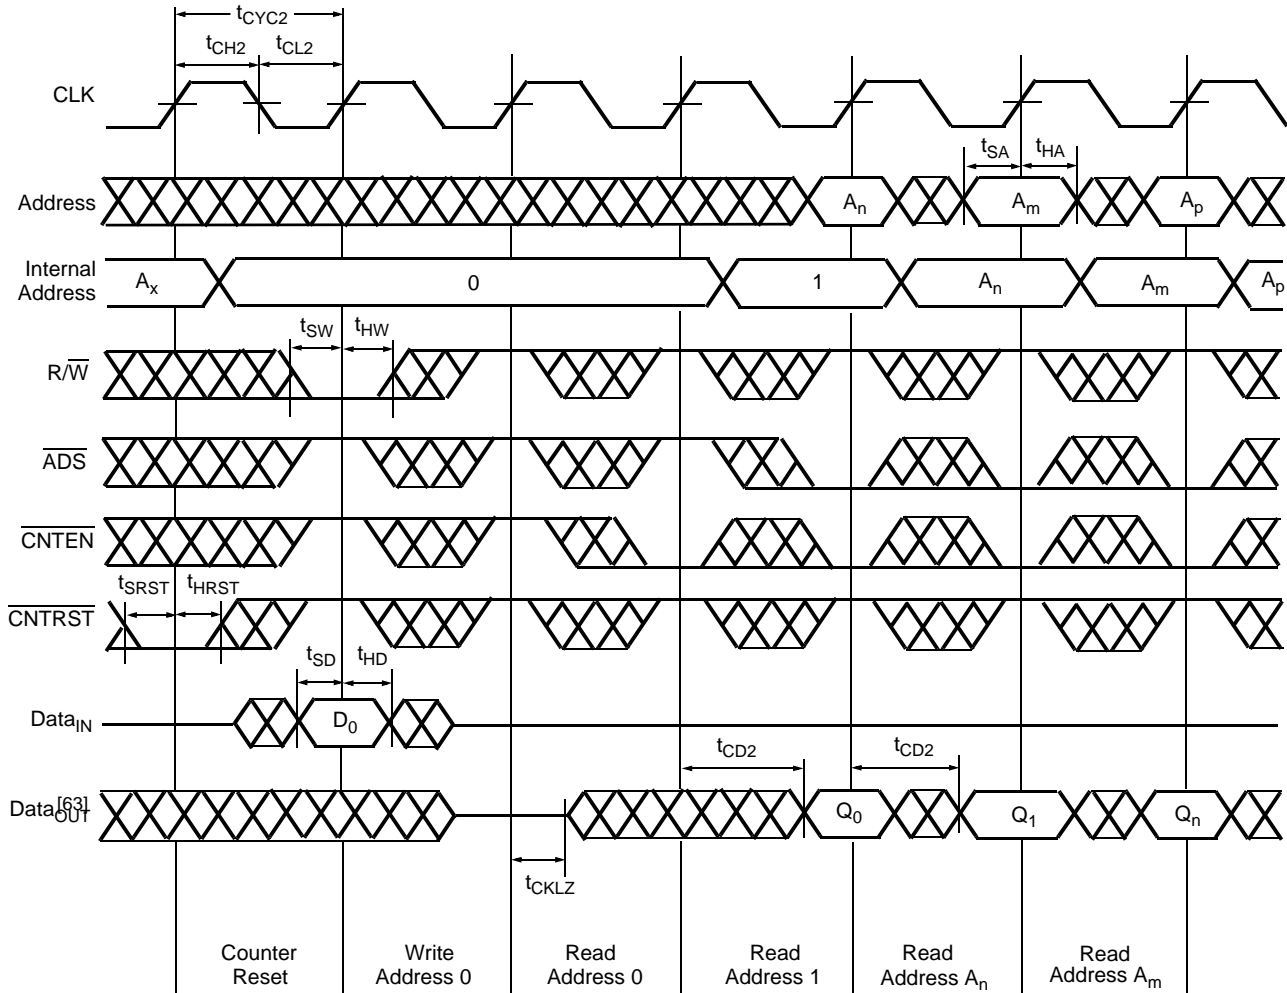 tCYC2
tCH2 tCL2
CLK
tSA tHA
Address An Am Ap
Internal
Address Ax 0 1 An Am Ap
tSW tHW
R/W
ADS
CNTEN
tSRST tHRST
CNTRST
tSD tHD
DataIN D0
tCD2 tCD2
DataOUT[63] Q0 Q1 Qn
tCKLZ
Counter
Reset
Write
Address 0
Read
Address 0
Read
Address 1
Read
Address An
Read
Address Am